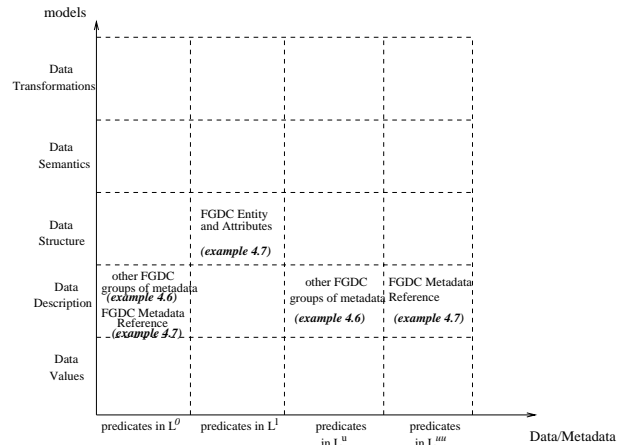 models
Data
Transformations
Data
Semantics
Data
Structure
FGDC Entity
and Attributes
(example 4.7)
Data
Description
other FGDC
groups of metadata
(example 4.6)
FGDC Metadata
Reference
(example 4.7)
other FGDC
groups of metadata
(example 4.6)
FGDC Metadata
Reference
(example 4.7)
Data
Values
predicates in L⁰
predicates in L¹
predicates
in Lᵘ
predicates
in Lᵘᵘ
Data/Metadata